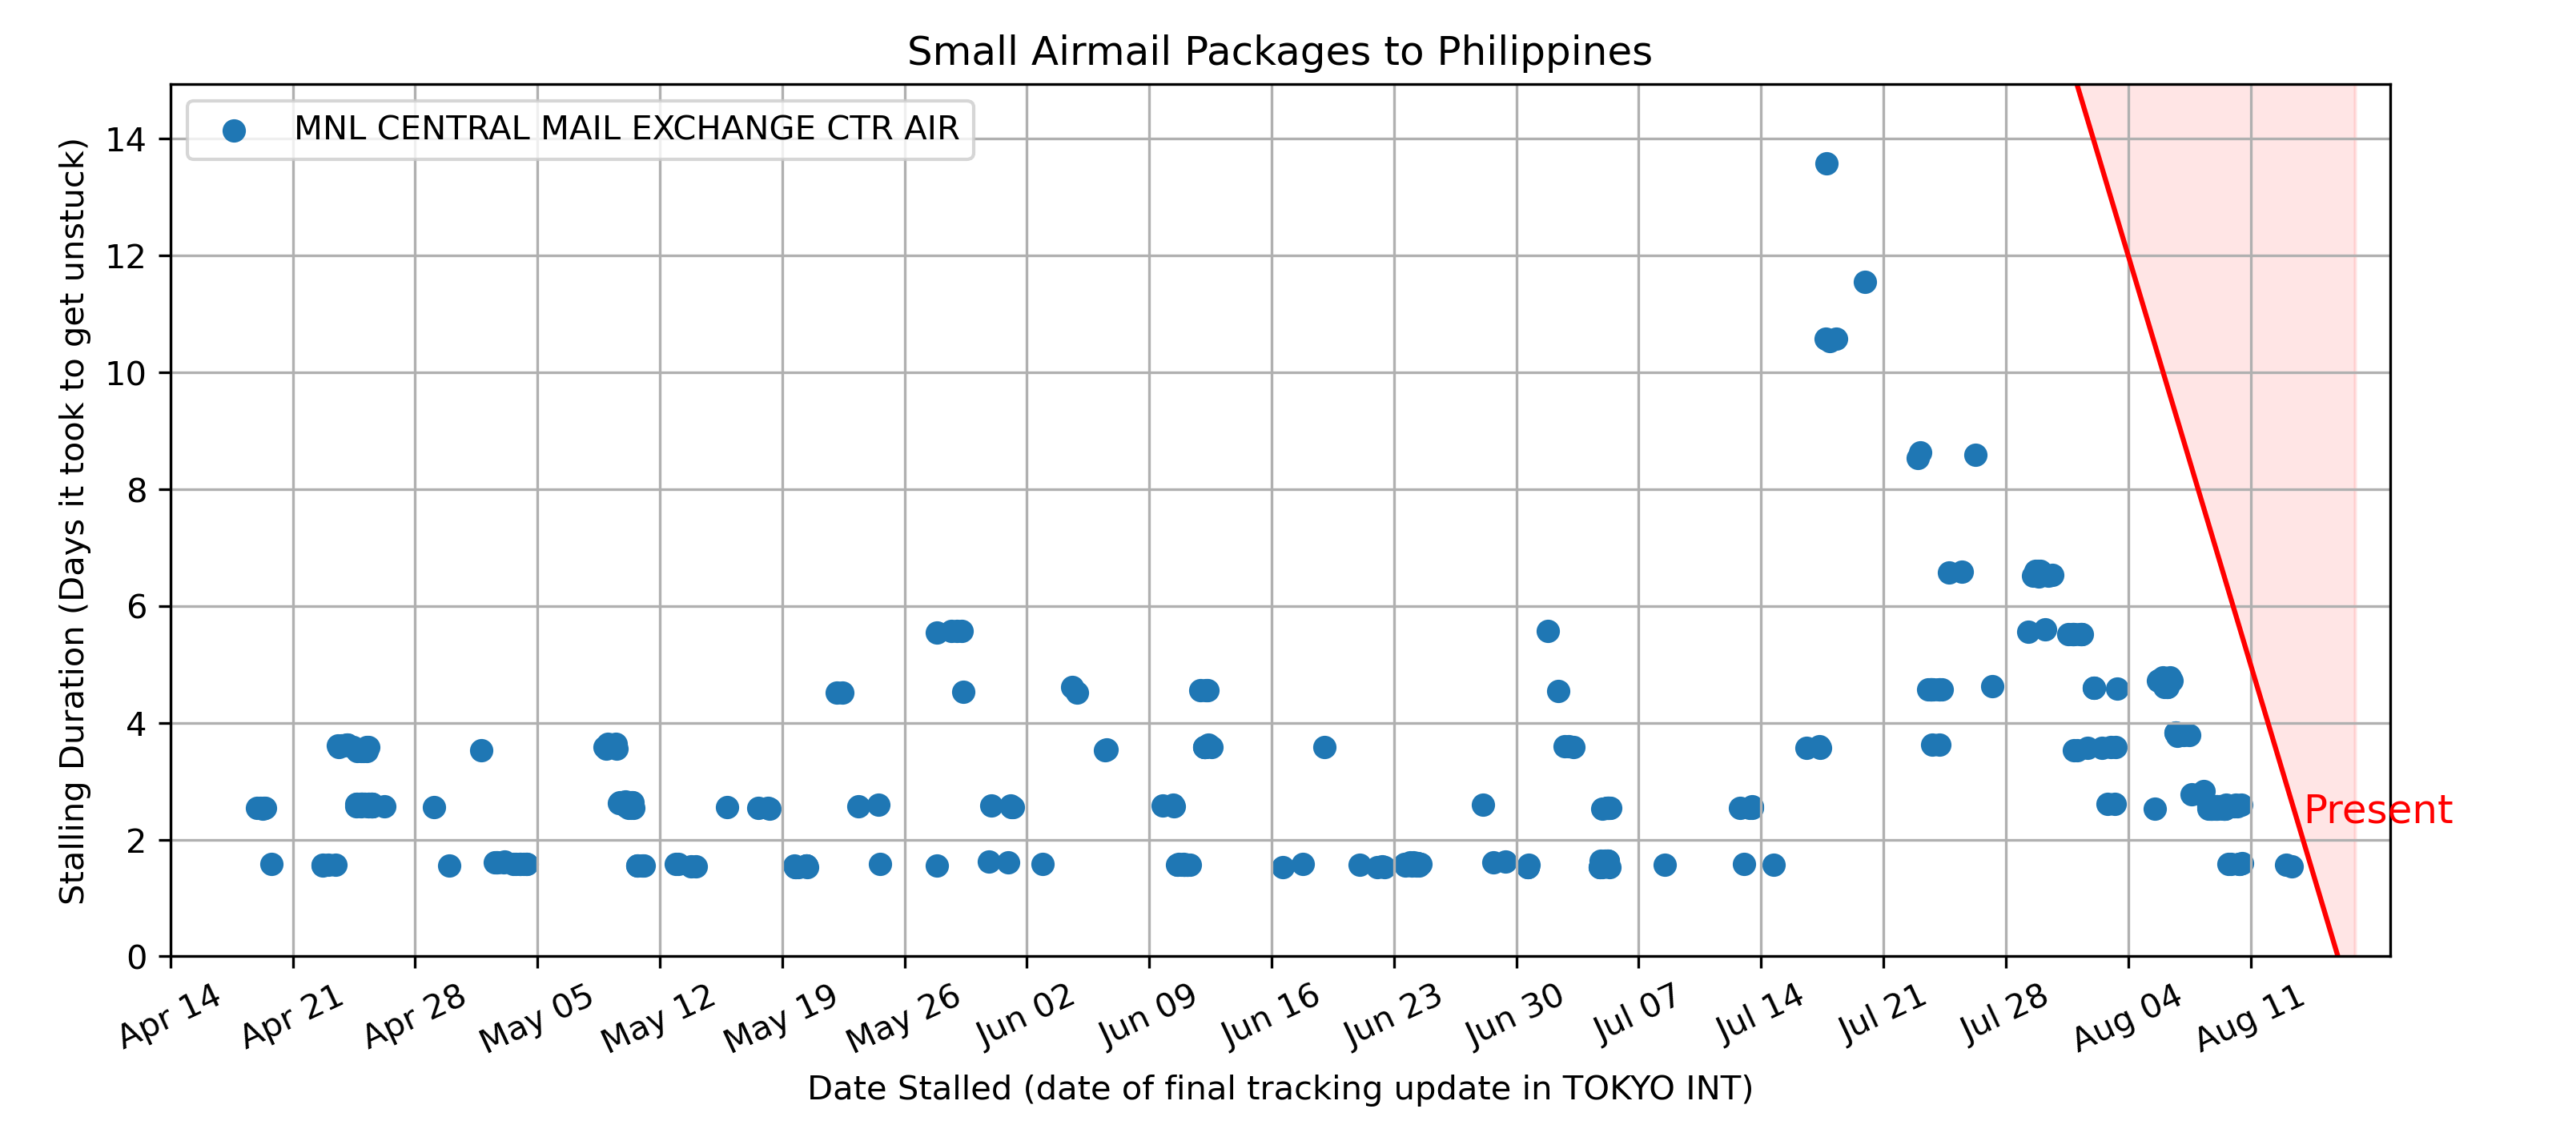 Small Airmail Packages to Philippines
MNL CENTRAL MAIL EXCHANGE CTR AIR
Stalling Duration (Days it took to get unstuck)
14
12
10
8
6
4
2
0
Present
Apr 14
Apr 21
Apr 28
May 05
May 12
May 19
May 26
Jun 02
Jun 09
Jun 16
Jun 23
Jun 30
Jul 07
Jul 14
Jul 21
Jul 28
Aug 04
Aug 11
Date Stalled (date of final tracking update in TOKYO INT)